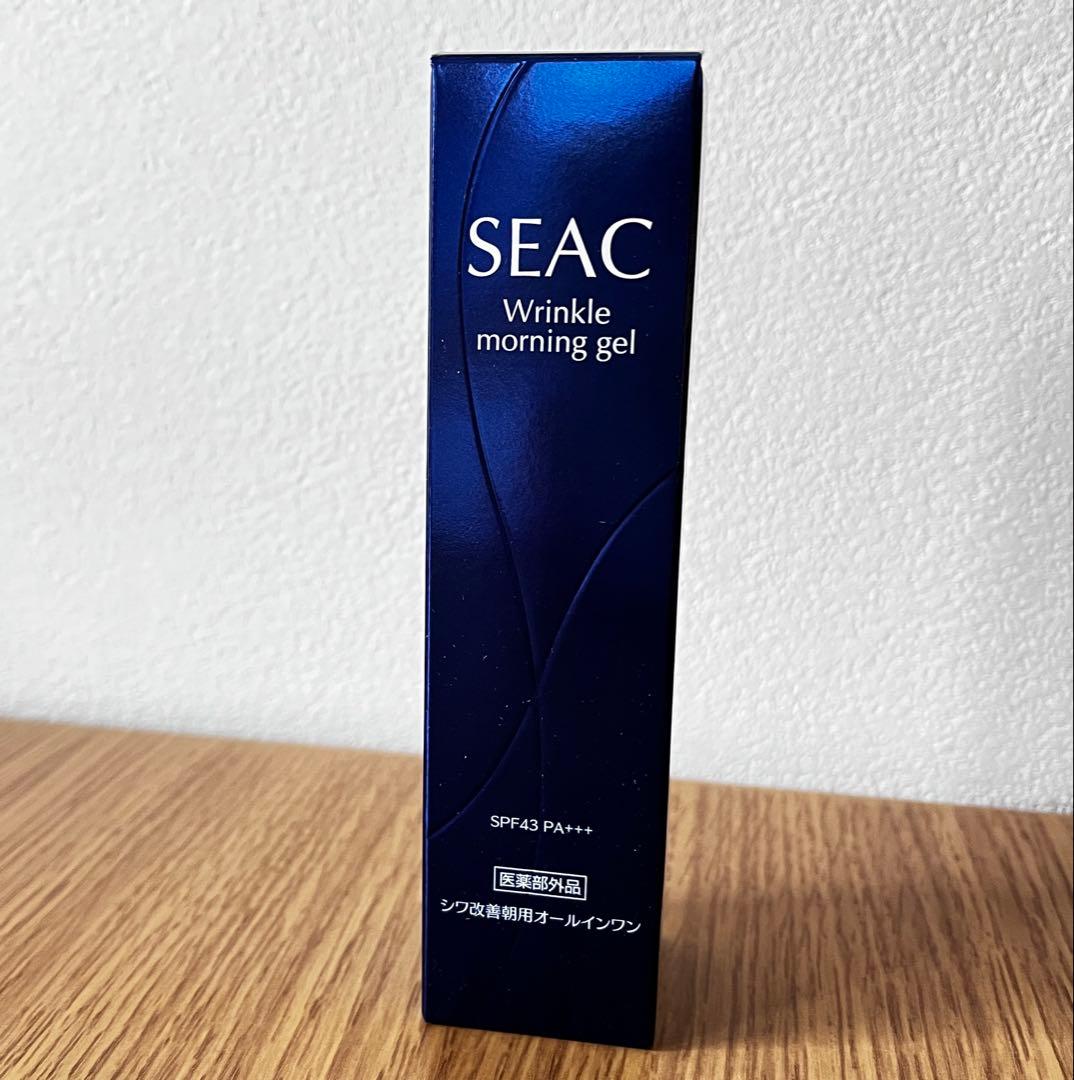 SEAC
Wrinkle
morning gel
SPF43 PA+++
医薬部外品
シワ改善朝用オールインワン